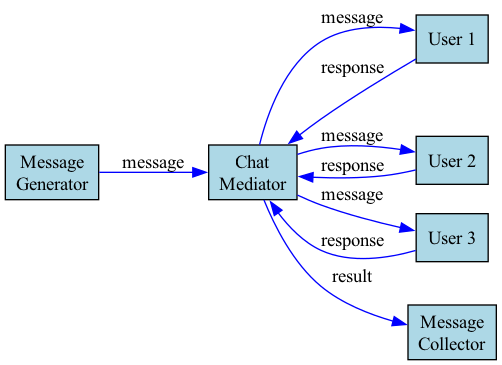 message
User 1
response
message
Message
Generator
message
Chat
Mediator
response
User 2
message
User 3
response
result
Message
Collector